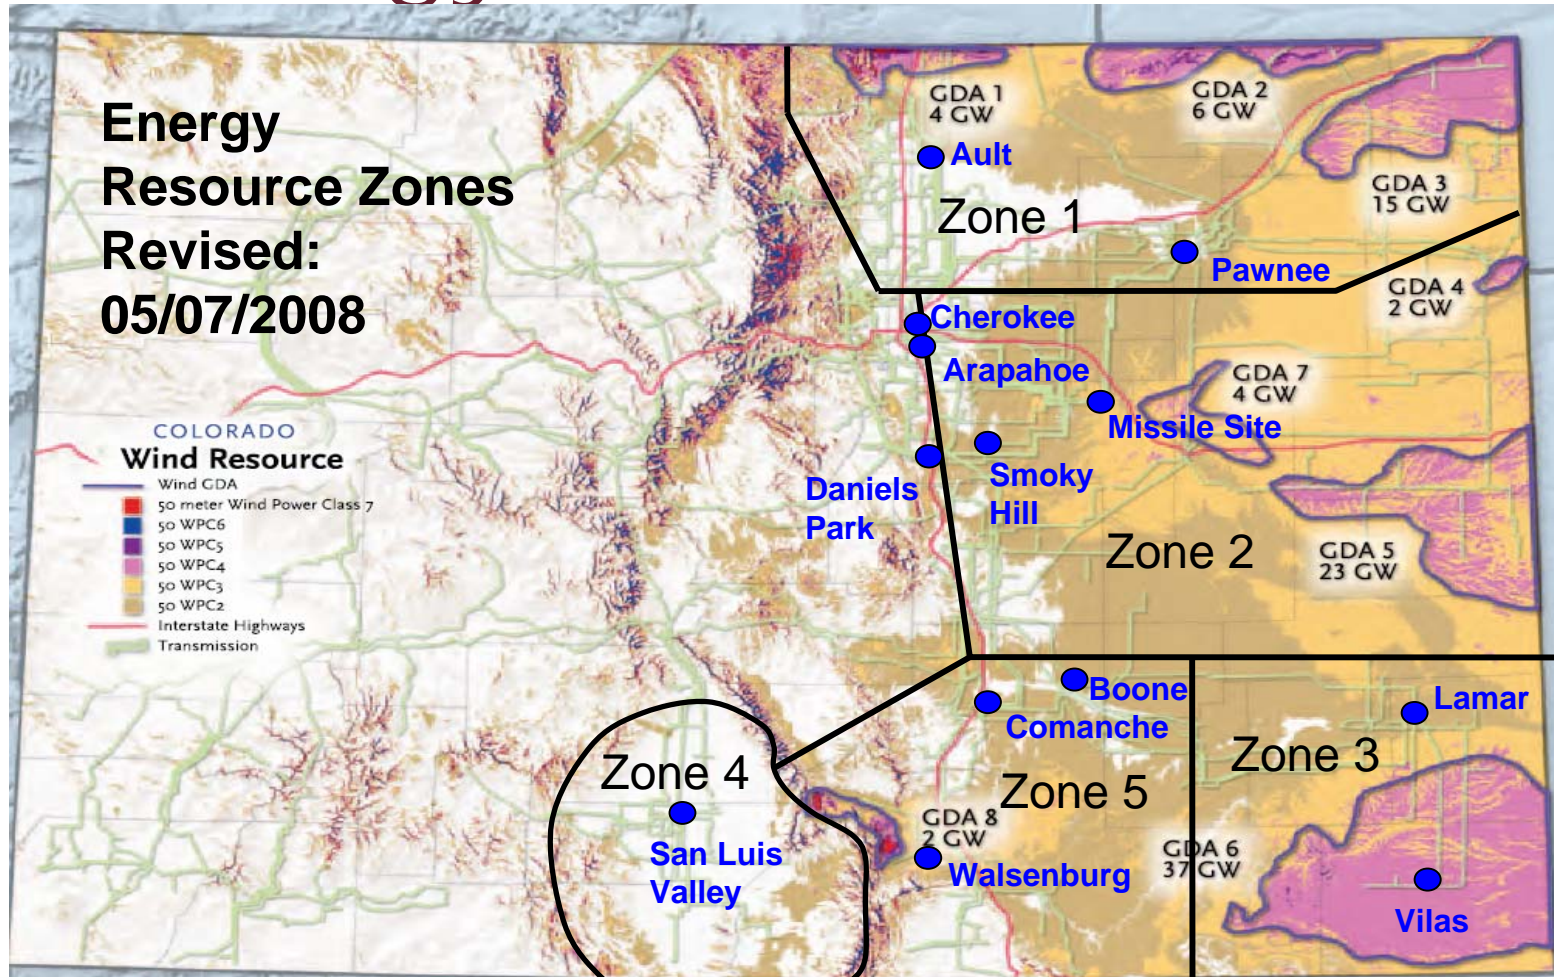 Energy
Resource Zones
Revised:
05/07/2008
COLORADO
Wind Resource
Wind GDA
50 meter Wind Power Class 7
50 WPC6
50 WPC5
50 WPC4
50 WPC3
50 WPC2
Interstate Highways
Transmission
GDA 1
4 GW
GDA 2
6 GW
Ault
GDA 3
15 GW
Zone 1
Pawnee
GDA 4
2 GW
Cherokee
Arapahoe
GDA 7
4 GW
Missile Site
Smoky
Hill
Daniels
Park
Zone 2
GDA 5
23 GW
Boone
Comanche
Lamar
Zone 3
Zone 4
Zone 5
San Luis
Valley
GDA 8
2 GW
Walsenburg
GDA 6
37 GW
Vilas